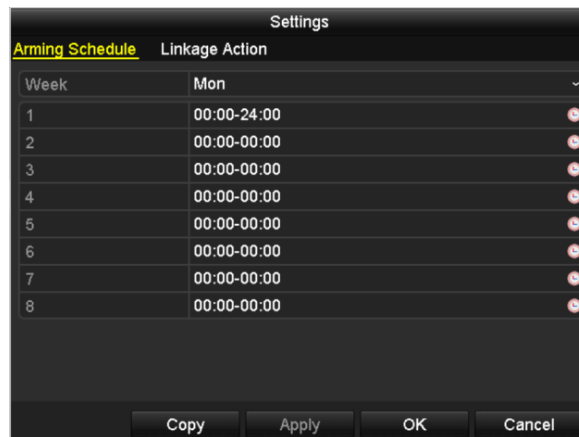 Settings
Arming Schedule Linkage Action
Week Mon
1 00:00-24:00
2 00:00-00:00
3 00:00-00:00
4 00:00-00:00
5 00:00-00:00
6 00:00-00:00
7 00:00-00:00
8 00:00-00:00
Copy Apply OK Cancel